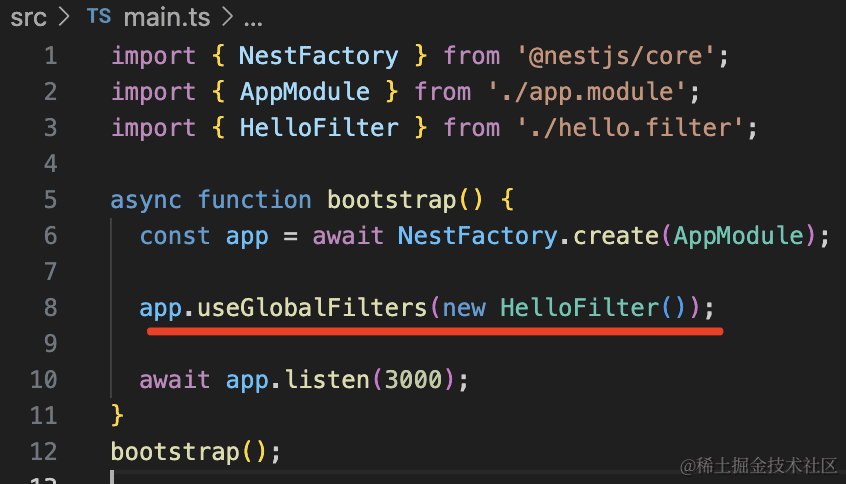 src > TS main.ts > ...
1 import { NestFactory } from '@nestjs/core';
2 import { AppModule } from './app.module';
3 import { HelloFilter } from './hello.filter';
4
5 async function bootstrap() {
6 const app = await NestFactory.create(AppModule);
7
8 app.useGlobalFilters(new HelloFilter());
9
10 await app.listen(3000);
11 }
12 bootstrap();
13
@稀土掘金技术社区